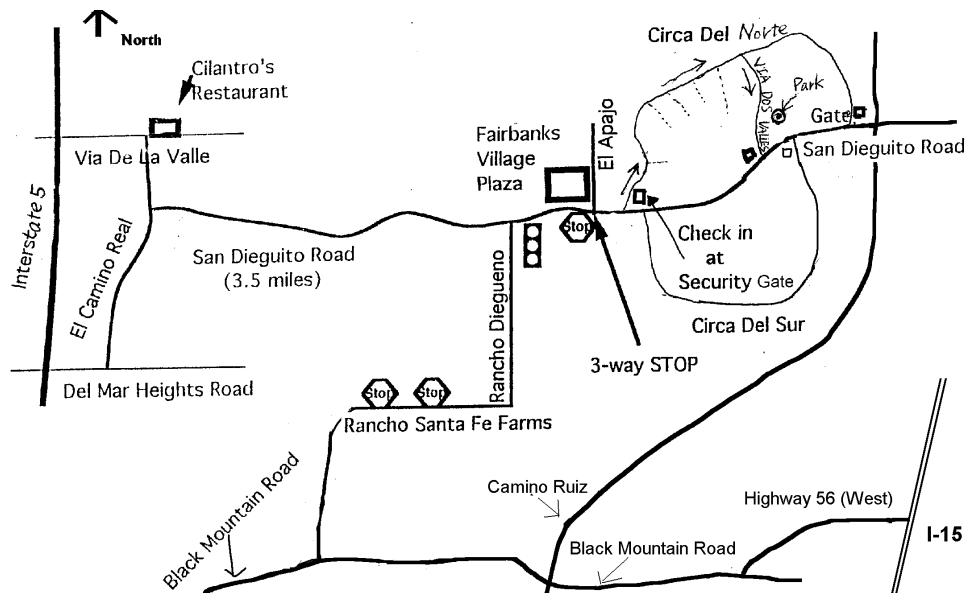 North
Cilantro's
Restaurant
Via De La Valle
Interstate 5
El Camino Real
San Dieguito Road
(3.5 miles)
Del Mar Heights Road
Fairbanks
Village
Plaza
El Apajo
Circa Del Norte
VIA DOS VALLES
Park
Gate
San Dieguito Road
Stop
Check in
at
Security Gate
Circa Del Sur
3-way STOP
Rancho Diegueno
Stop
Stop
Rancho Santa Fe Farms
Black Mountain Road
Camino Ruiz
Black Mountain Road
Highway 56 (West)
I-15